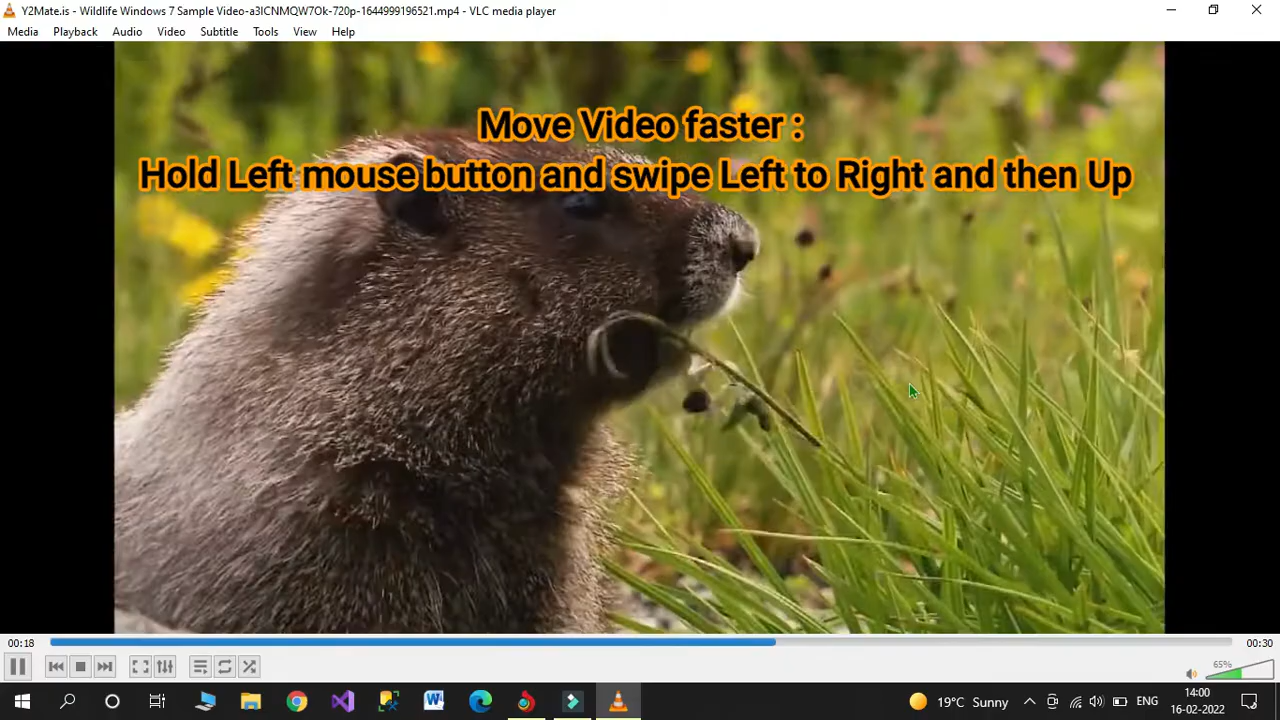 Y2Mate.is - Wildlife Windows 7 Sample Video-a3ICNMQW7Ok-720p-1644999196521.mp4 - VLC media player
Media Playback Audio Video Subtitle Tools View Help
Move Video faster :
Hold Left mouse button and swipe Left to Right and then Up
00:18 00:30
65%
19°C Sunny ENG 14:00
16-02-2022